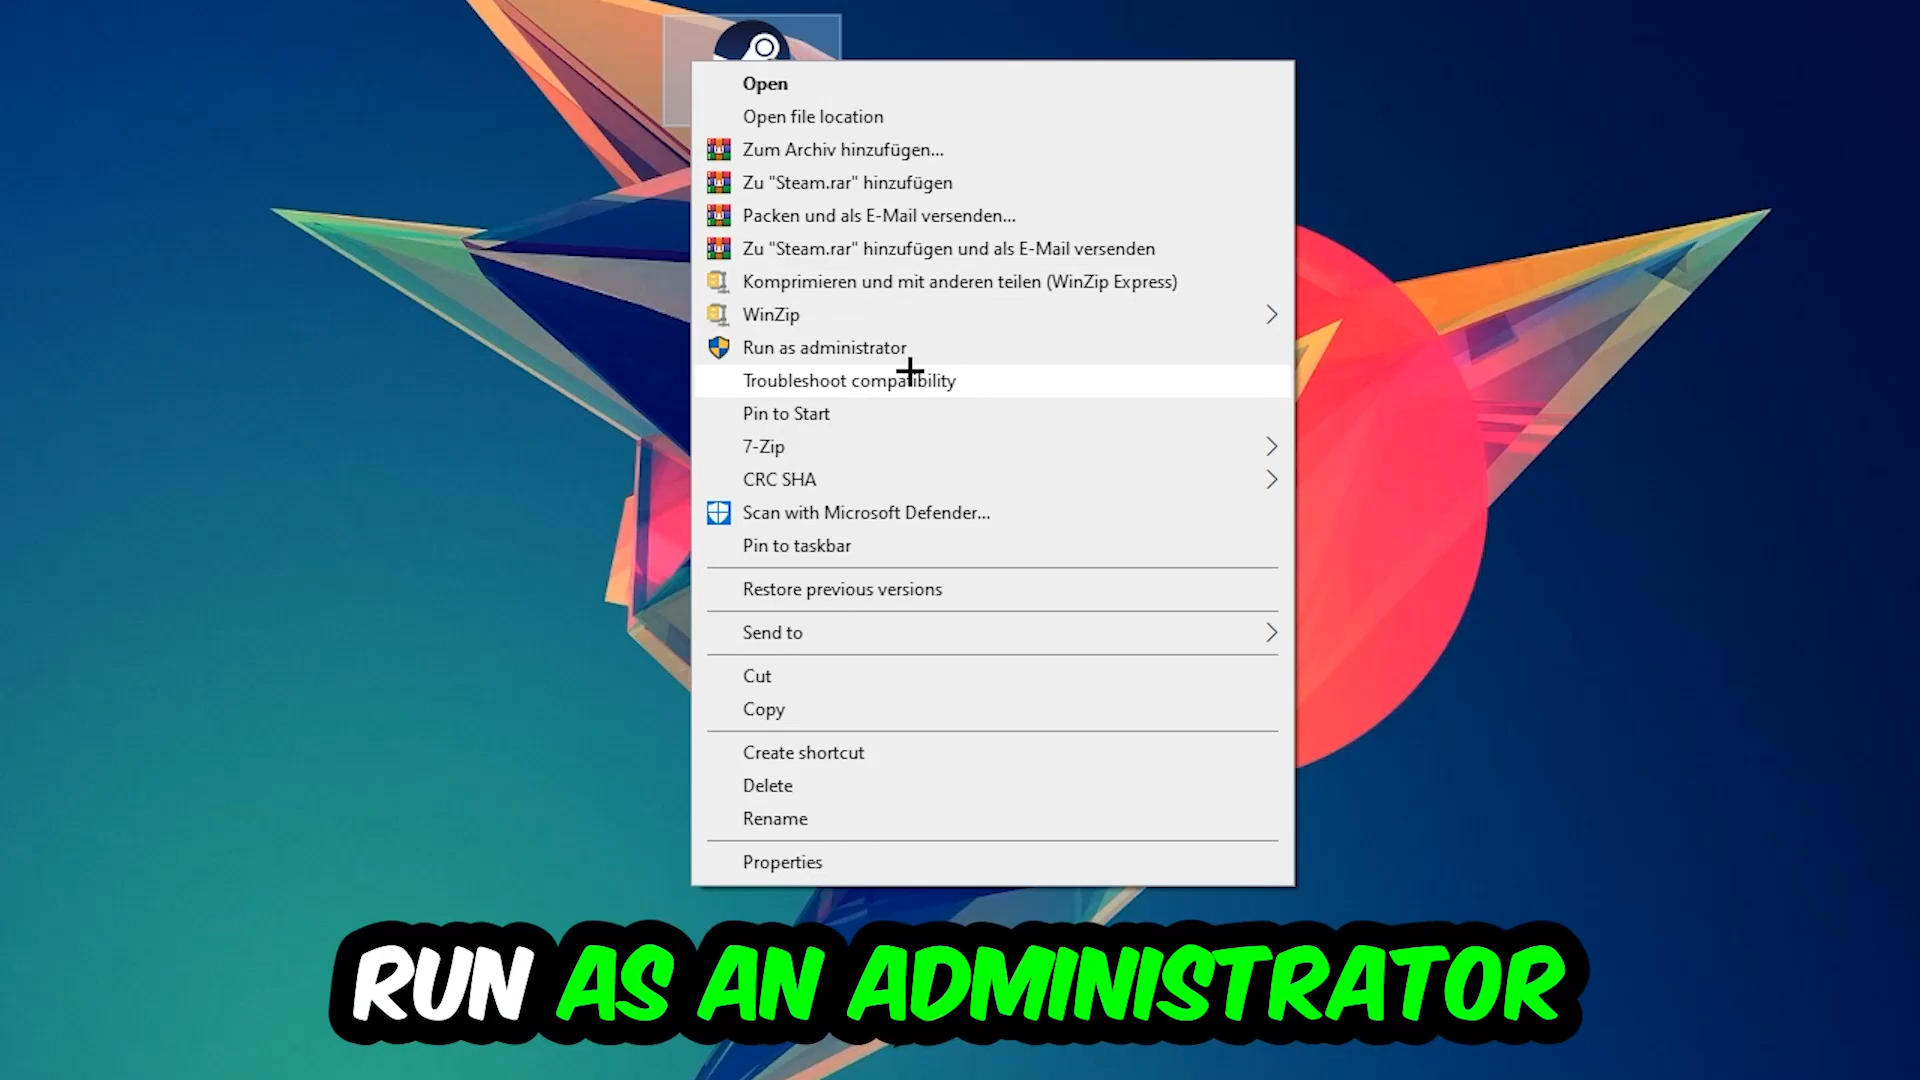 Open
Open file location
Zum Archiv hinzufügen...
Zu "Steam.rar" hinzufügen
Packen und als E-Mail versenden...
Zu "Steam.rar" hinzufügen und als E-Mail versenden
Komprimieren und mit anderen teilen (WinZip Express)
WinZip
Run as administrator
Troubleshoot compatibility
Pin to Start
7-Zip
CRC SHA
Scan with Microsoft Defender...
Pin to taskbar
Restore previous versions
Send to
Cut
Copy
Create shortcut
Delete
Rename
Properties
RUN AS AN ADMINISTRATOR